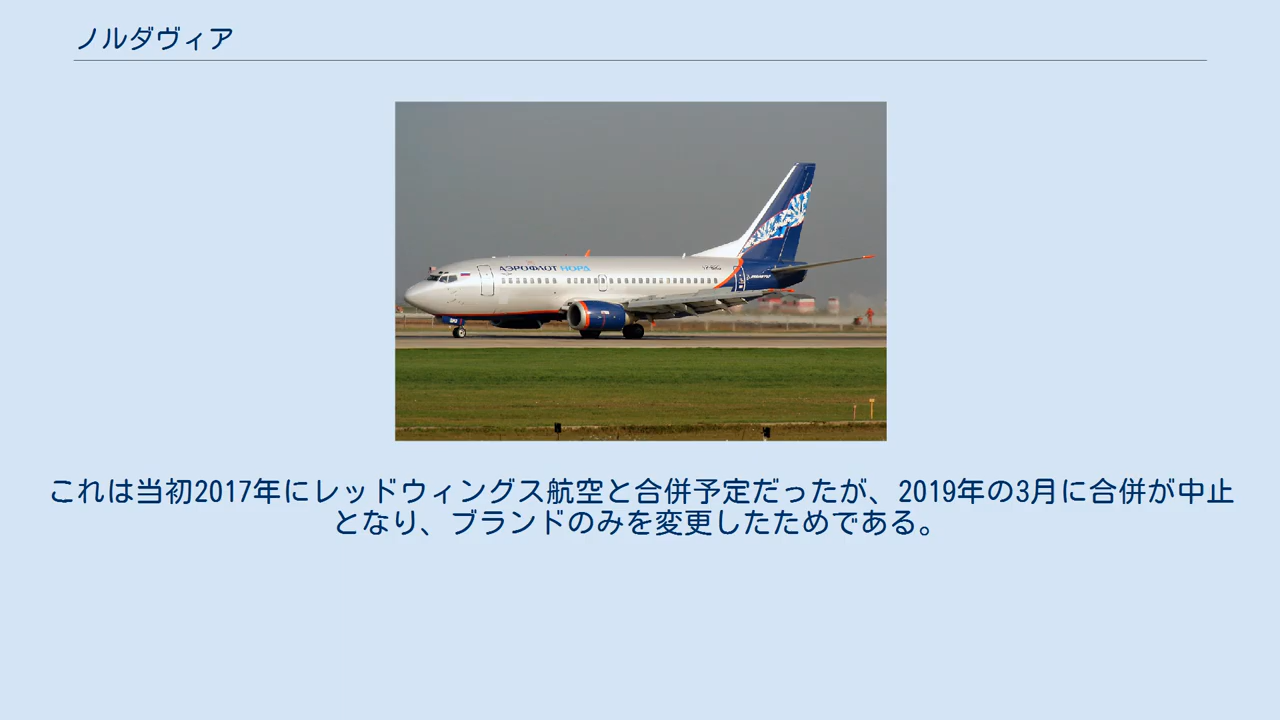 ノルダヴィア
АЭРОФЛОТ НОРД
これは当初2017年にレッドウィングス航空と合併予定だったが、2019年の3月に合併が中止
となり、ブランドのみを変更したためである。